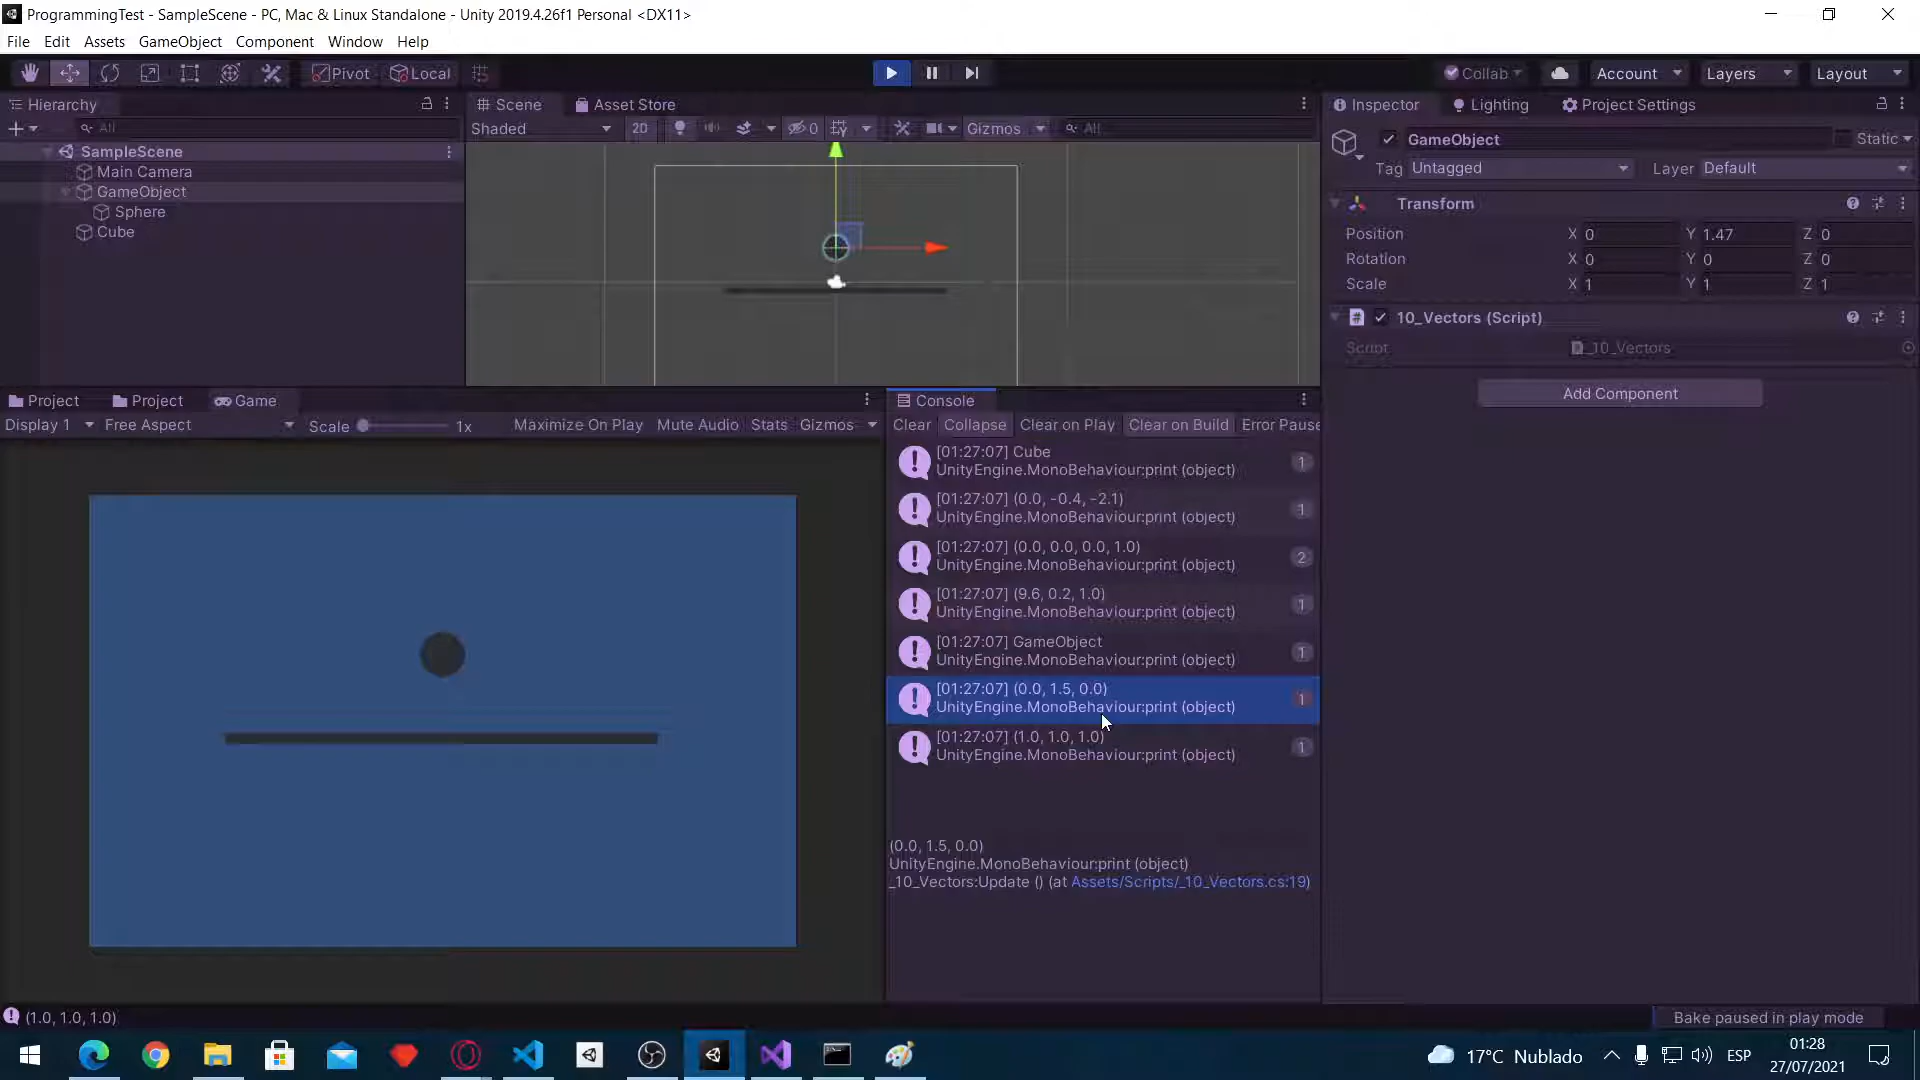 ProgrammingTest - SampleScene - PC, Mac & Linux Standalone - Unity 2019.4.26f1 Personal <DX11>
File Edit Assets GameObject Component Window Help
Pivot Local Collab Account Layers Layout
Hierarchy
All
SampleScene
Main Camera
GameObject
Sphere
Cube
Scene Asset Store
Shaded 2D 0 Gizmos All
Inspector Lighting Project Settings
GameObject Static
Tag Untagged Layer Default
Transform
Position X 0 Y 1.47 Z 0
Rotation X 0 Y 0 Z 0
Scale X 1 Y 1 Z 1
10_Vectors (Script)
Script _10_Vectors
Add Component
Project Project Game
Display 1 Free Aspect Scale 1x Maximize On Play Mute Audio Stats Gizmos
Console
Clear Collapse Clear on Play Clear on Build Error Pause
[01:27:07] Cube
UnityEngine.MonoBehaviour:print (object)
1
[01:27:07] (0.0, -0.4, -2.1)
UnityEngine.MonoBehaviour:print (object)
1
[01:27:07] (0.0, 0.0, 0.0, 1.0)
UnityEngine.MonoBehaviour:print (object)
2
[01:27:07] (9.6, 0.2, 1.0)
UnityEngine.MonoBehaviour:print (object)
1
[01:27:07] GameObject
UnityEngine.MonoBehaviour:print (object)
1
[01:27:07] (0.0, 1.5, 0.0)
UnityEngine.MonoBehaviour:print (object)
1
[01:27:07] (1.0, 1.0, 1.0)
UnityEngine.MonoBehaviour:print (object)
1
(0.0, 1.5, 0.0)
UnityEngine.MonoBehaviour:print (object)
_10_Vectors:Update () (at Assets/Scripts/_10_Vectors.cs:19)
(1.0, 1.0, 1.0)
Bake paused in play mode
17°C Nublado ESP
01:28
27/07/2021